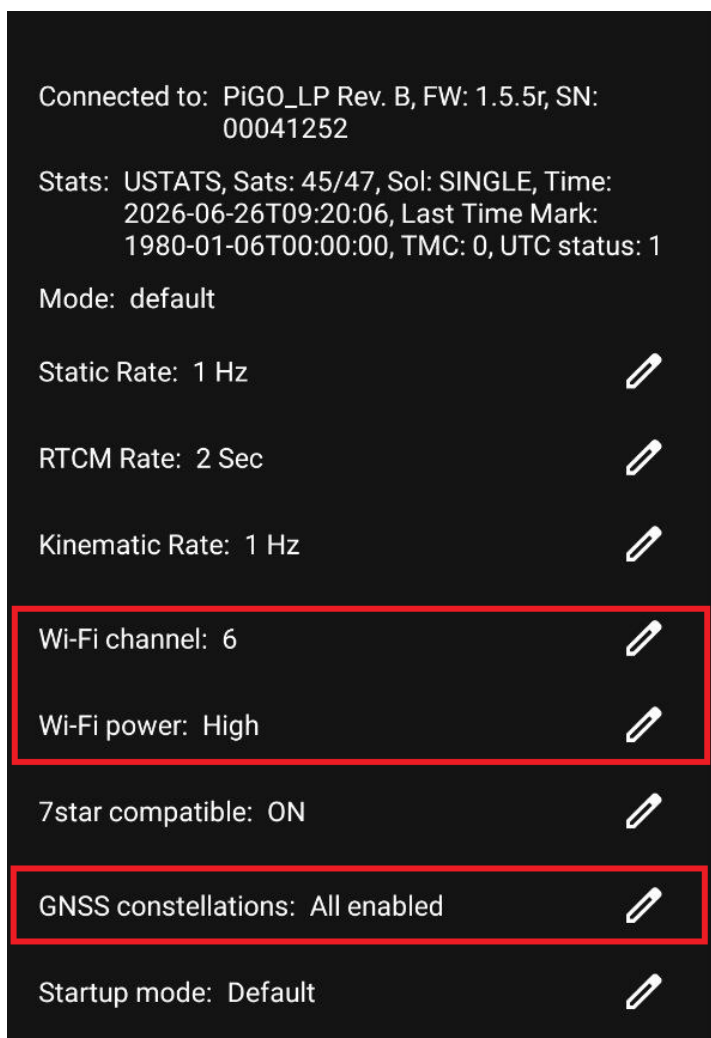 Connected to: PiGO_LP Rev. B, FW: 1.5.5r, SN:
00041252
Stats: USTATS, Sats: 45/47, Sol: SINGLE, Time:
2026-06-26T09:20:06, Last Time Mark:
1980-01-06T00:00:00, TMC: 0, UTC status: 1
Mode: default
Static Rate: 1 Hz
RTCM Rate: 2 Sec
Kinematic Rate: 1 Hz
Wi-Fi channel: 6
Wi-Fi power: High
7star compatible: ON
GNSS constellations: All enabled
Startup mode: Default